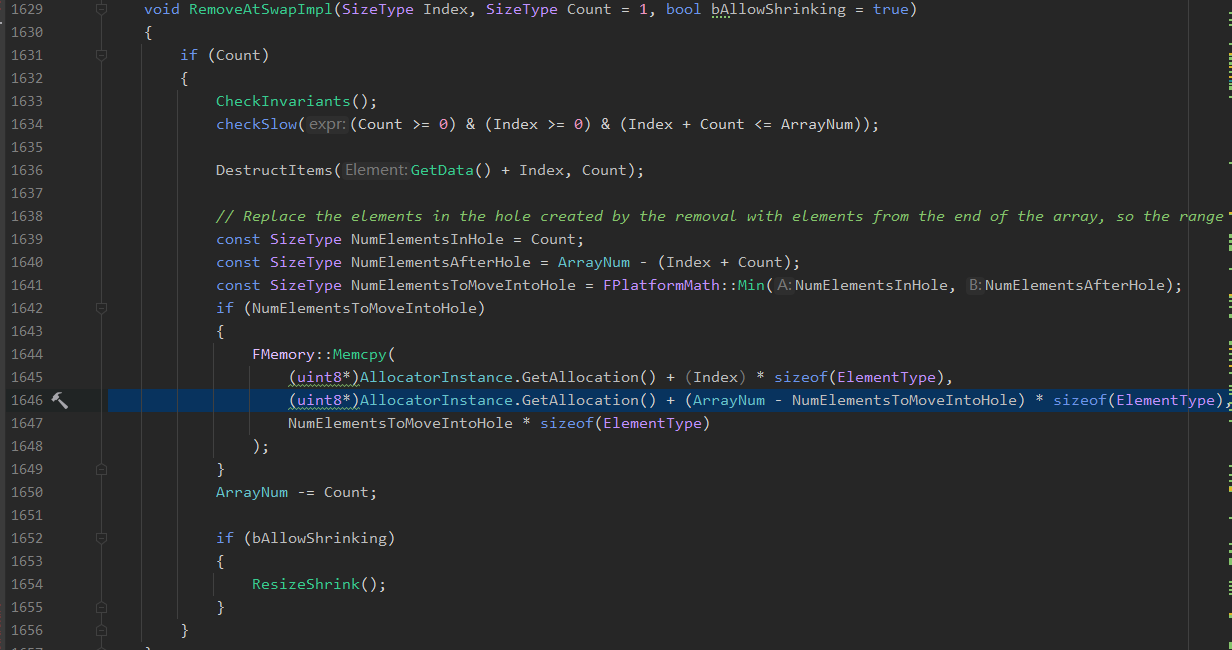 1629 void RemoveAtSwapImpl(SizeType Index, SizeType Count = 1, bool bAllowShrinking = true)
1630 {
1631 if (Count)
1632 {
1633 CheckInvariants();
1634 checkSlow( expr: (Count >= 0) & (Index >= 0) & (Index + Count <= ArrayNum));
1635
1636 DestructItems( Element: GetData() + Index, Count);
1637
1638 // Replace the elements in the hole created by the removal with elements from the end of the array, so the range
1639 const SizeType NumElementsInHole = Count;
1640 const SizeType NumElementsAfterHole = ArrayNum - (Index + Count);
1641 const SizeType NumElementsToMoveIntoHole = FPlatformMath::Min( A: NumElementsInHole, B: NumElementsAfterHole);
1642 if (NumElementsToMoveIntoHole)
1643 {
1644 FMemory::Memcpy(
1645 (uint8*)AllocatorInstance.GetAllocation() + (Index) * sizeof(ElementType),
1646 (uint8*)AllocatorInstance.GetAllocation() + (ArrayNum - NumElementsToMoveIntoHole) * sizeof(ElementType),
1647 NumElementsToMoveIntoHole * sizeof(ElementType)
1648 );
1649 }
1650 ArrayNum -= Count;
1651
1652 if (bAllowShrinking)
1653 {
1654 ResizeShrink();
1655 }
1656 }